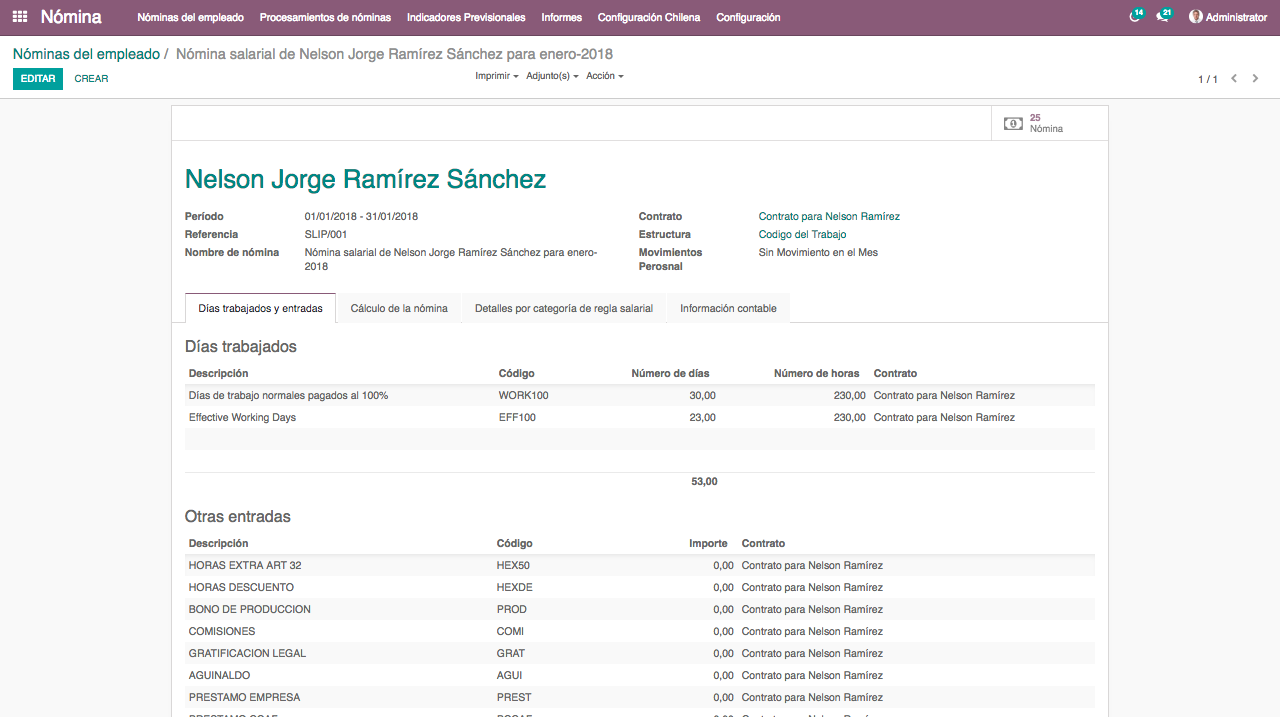 Nómina Nóminas del empleado Procesamientos de nóminas Indicadores Previsionales Informes Configuración Chilena Configuración 14 21 Administrator
Nóminas del empleado / Nómina salarial de Nelson Jorge Ramírez Sánchez para enero-2018
EDITAR CREAR Imprimir Adjunto(s) Acción 1 / 1
25
Nómina
Nelson Jorge Ramírez Sánchez
Período 01/01/2018 - 31/01/2018 Contrato Contrato para Nelson Ramírez
Referencia SLIP/001 Estructura Codigo del Trabajo
Nombre de nómina Nómina salarial de Nelson Jorge Ramírez Sánchez para enero- Movimientos Sin Movimiento en el Mes
2018 Perosnal
Días trabajados y entradas Cálculo de la nómina Detalles por categoría de regla salarial Información contable
Días trabajados
Descripción Código Número de días Número de horas Contrato
Días de trabajo normales pagados al 100% WORK100 30,00 230,00 Contrato para Nelson Ramírez
Effective Working Days EFF100 23,00 230,00 Contrato para Nelson Ramírez
53,00
Otras entradas
Descripción Código Importe Contrato
HORAS EXTRA ART 32 HEX50 0,00 Contrato para Nelson Ramírez
HORAS DESCUENTO HEXDE 0,00 Contrato para Nelson Ramírez
BONO DE PRODUCCION PROD 0,00 Contrato para Nelson Ramírez
COMISIONES COMI 0,00 Contrato para Nelson Ramírez
GRATIFICACION LEGAL GRAT 0,00 Contrato para Nelson Ramírez
AGUINALDO AGUI 0,00 Contrato para Nelson Ramírez
PRESTAMO EMPRESA PREST 0,00 Contrato para Nelson Ramírez